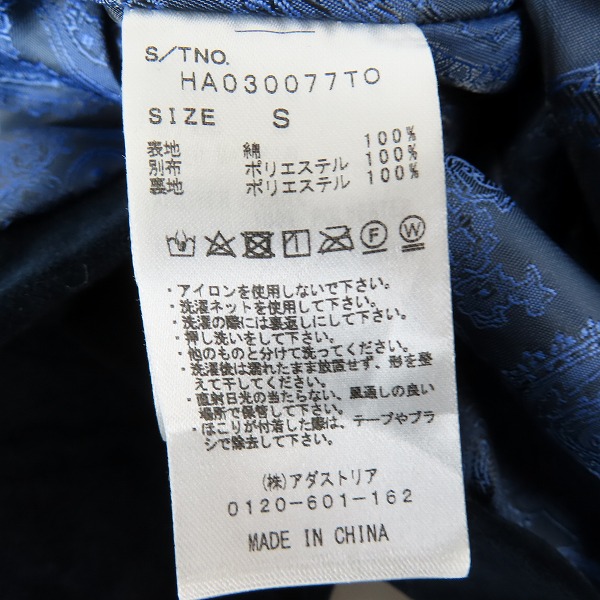 S/TNO.
HA030077TO
SIZE S
表地 綿 100%
別布 ポリエステル 100%
裏地 ポリエステル 100%
F W
・アイロンを使用しないで下さい。
・洗濯ネットを使用して下さい。
・洗濯の際には裏返しにして下さい。
・押し洗いをして下さい。
・他のものと分けて洗ってください。
・洗濯後は濡れたまま放置せず、形を整
えて干してください。
・直射日光の当たらない、風通しの良い
場所で保管して下さい。
・ほこりが付着した際は、テープやブラ
シで除去して下さい。
(株)アダストリア
0120-601-162
MADE IN CHINA